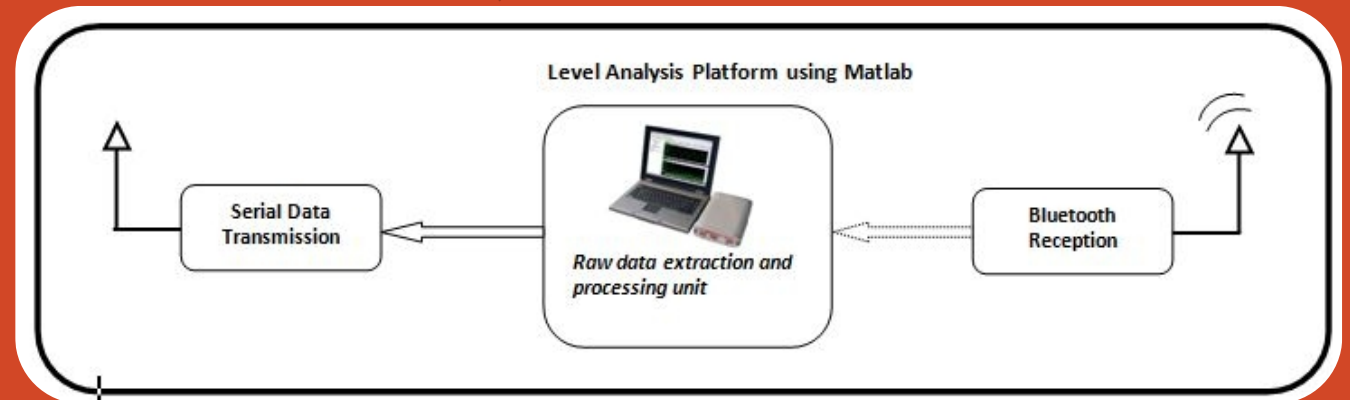 Level Analysis Platform using Matlab
Serial Data
Transmission
Raw data extraction and
processing unit
Bluetooth
Reception